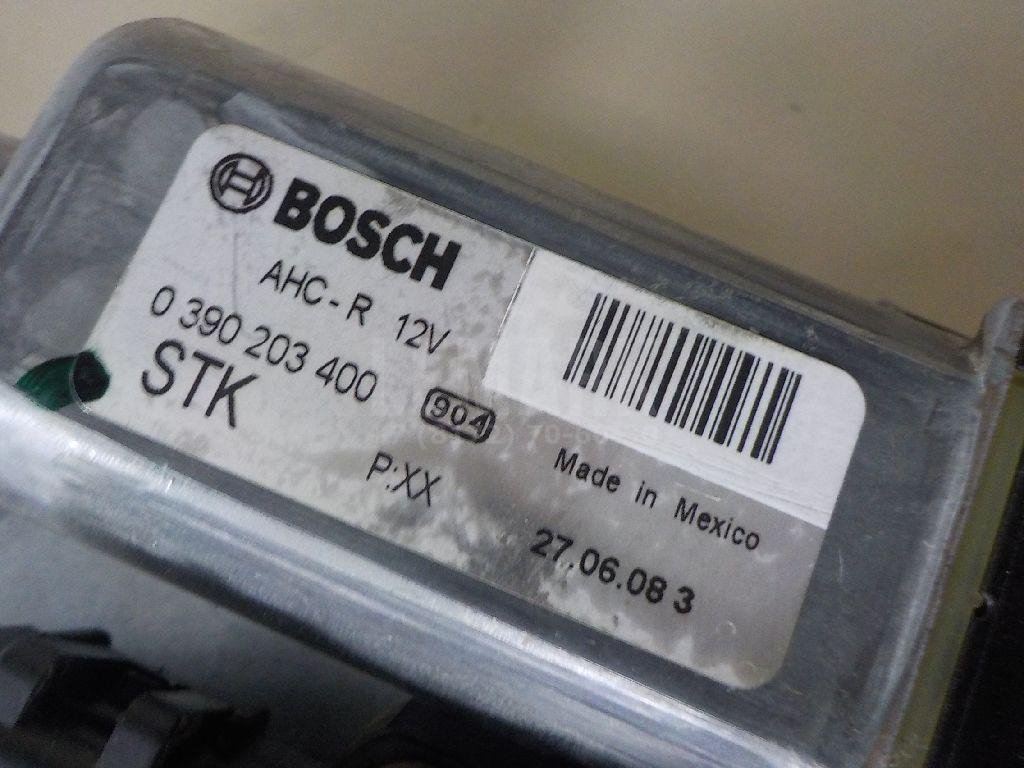 BOSCH
AHC-R 12V
0 390 203 400
STK
904
P:XX
Made in Mexico
27.06.08 3